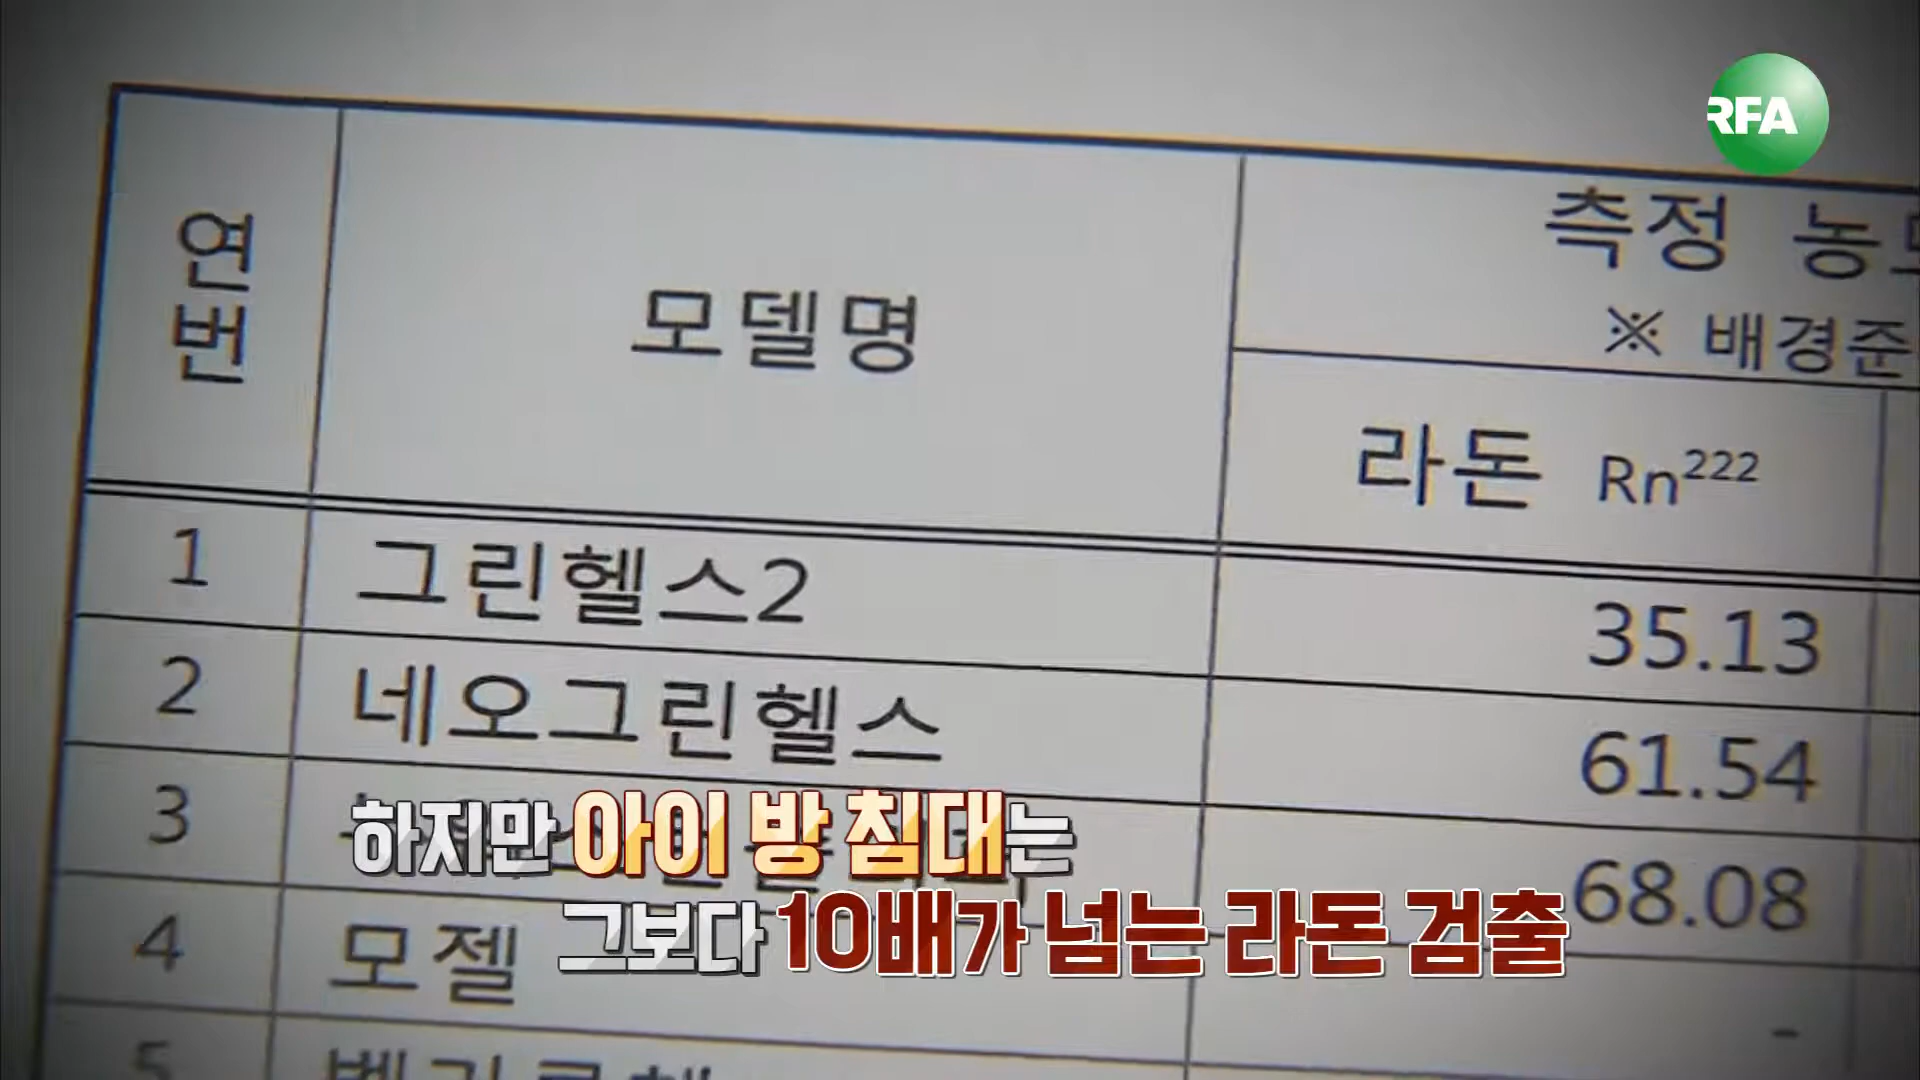 RFA
연번
모델명
측정 농도
※ 배경준
라돈 Rn²²²
1 그린헬스2 35.13
2 네오그린헬스 61.54
3 68.08
4 모젤 -
5
하지만 아이 방 침대는
그보다 10배가 넘는 라돈 검출